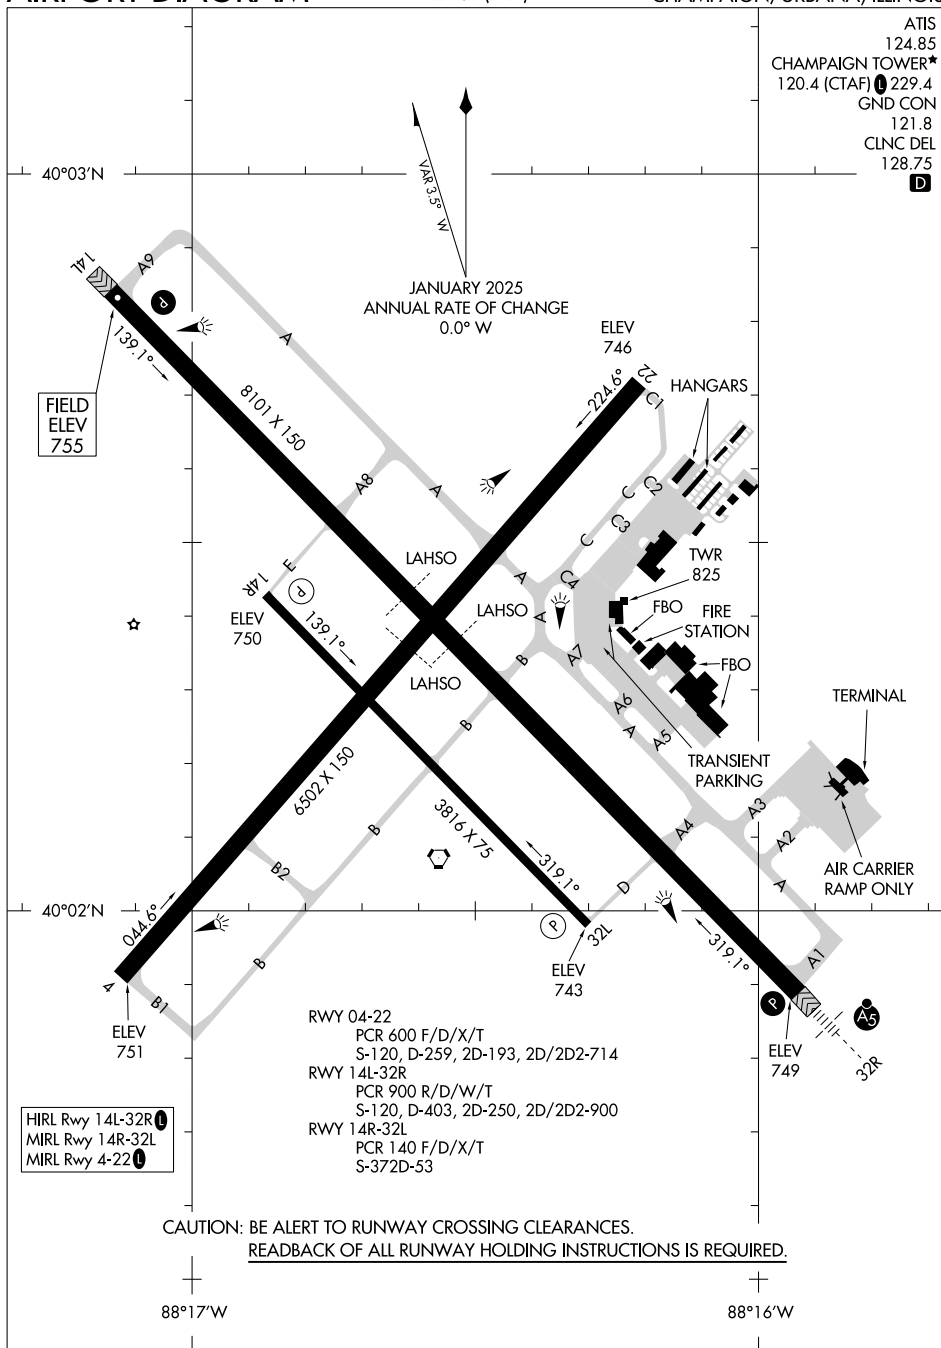 AIRPORT DIAGRAM
CHAMPAIGN/URBANA, ILLINOIS
ATIS
124.85
CHAMPAIGN TOWER★
120.4 (CTAF) L 229.4
GND CON
121.8
CLNC DEL
128.75
D
40°03'N
VAR 3.5° W
JANUARY 2025
ANNUAL RATE OF CHANGE
0.0° W
14L
A9
P
139.1°
A
FIELD
ELEV
755
8101 X 150
ELEV
746
22
224.6°
C1
HANGARS
A8
A
C
C2
C3
C
E
14R
P
ELEV
750
139.1°
LAHSO
LAHSO
LAHSO
A
C4
A
A7
B
TWR
825
FBO
FIRE
STATION
FBO
A6
A
A5
TRANSIENT
PARKING
TERMINAL
AIR CARRIER
RAMP ONLY
B
6502 X 150
3816 X 75
B
B2
319.1°
D
A4
A3
A2
A
40°02'N
044.6°
B
4
B1
ELEV
751
P
32L
ELEV
743
319.1°
A1
P
A5
ELEV
749
32R
RWY 04-22
PCR 600 F/D/X/T
S-120, D-259, 2D-193, 2D/2D2-714
RWY 14L-32R
PCR 900 R/D/W/T
S-120, D-403, 2D-250, 2D/2D2-900
RWY 14R-32L
PCR 140 F/D/X/T
S-372D-53
HIRL Rwy 14L-32R L
MIRL Rwy 14R-32L
MIRL Rwy 4-22 L
CAUTION: BE ALERT TO RUNWAY CROSSING CLEARANCES.
READBACK OF ALL RUNWAY HOLDING INSTRUCTIONS IS REQUIRED.
88°17'W
88°16'W